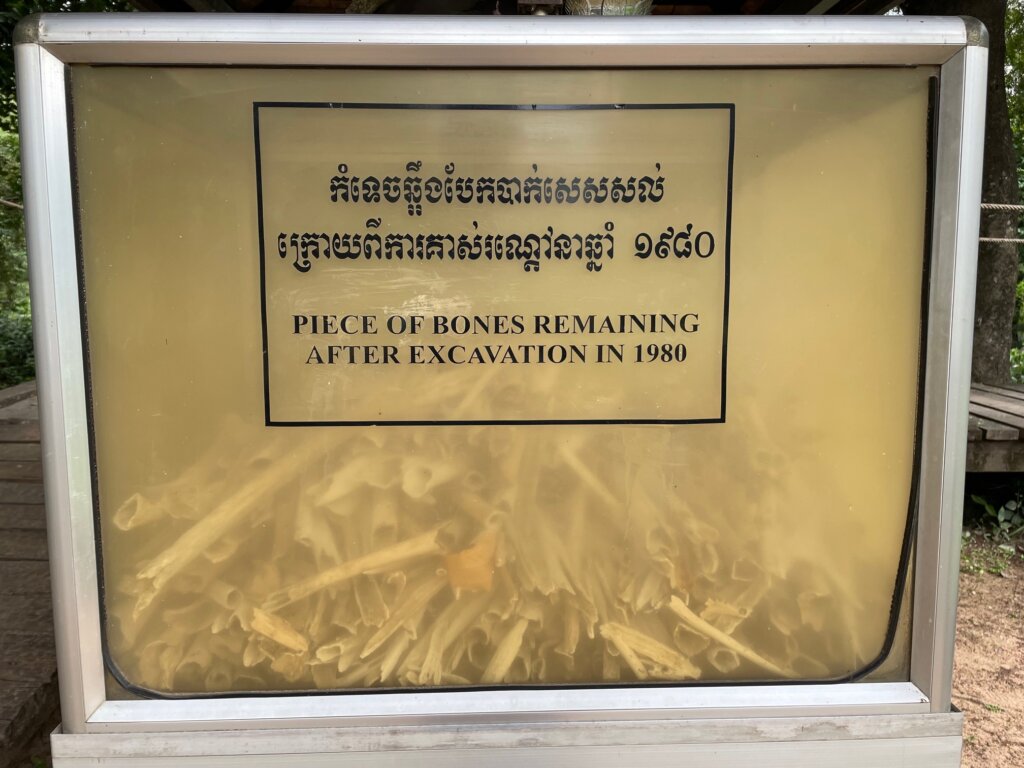 កំទេចឆ្អឹងបែកបាក់សេសសល់
ក្រោយពីការគាស់រណ្ដៅនាឆ្នាំ ១៩៨០
PIECE OF BONES REMAINING
AFTER EXCAVATION IN 1980